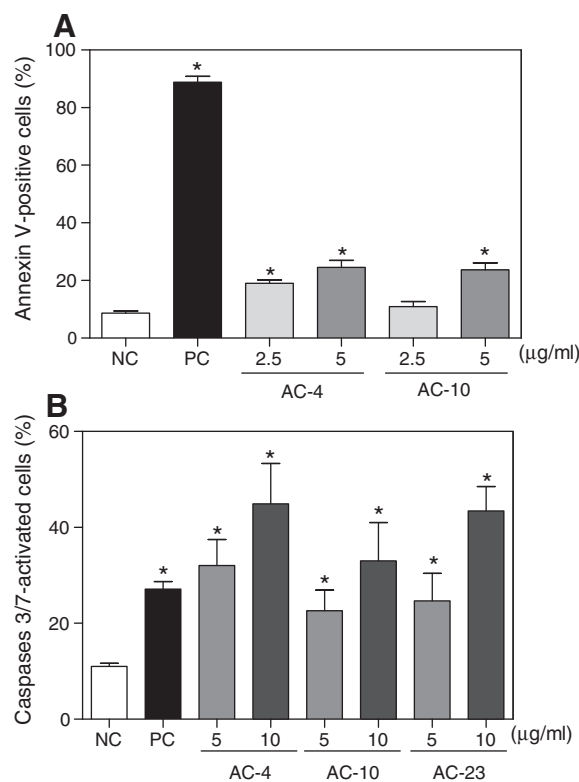 A
Annexin V-positive cells (%)
100
80
60
40
20
0
*
*
*
*
NC PC 2.5 5 2.5 5 (μg/ml)
AC-4 AC-10
B
Caspases 3/7-activated cells (%)
60
40
20
0
*
*
*
*
*
*
*
NC PC 5 10 5 10 5 10 (μg/ml)
AC-4 AC-10 AC-23